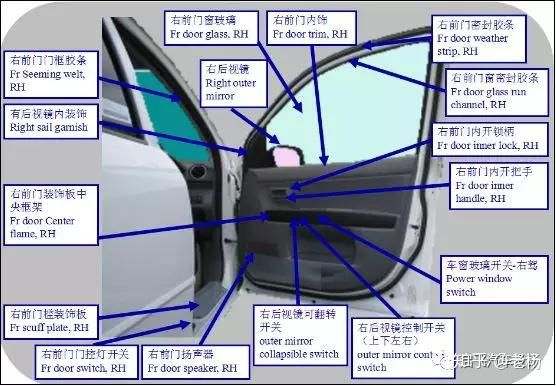 右前门窗玻璃
Fr door glass, RH
右前门内饰
Fr door trim, RH
右前门密封胶条
Fr door weather
strip, RH
右前门门枢胶条
Fr Seeming welt,
RH
右后视镜
Right outer
mirror
右前门窗密封胶条
Fr door glass run
channel, RH
有后视镜内装饰
Right sail garnish
右前门内开锁柄
Fr door inner lock, RH
右前门内开把手
Fr door inner
handle, RH
右前门装饰板中
央框架
Fr door Center
flame, RH
车窗玻璃开关-右驾
Power window
switch
右前门槛装饰板
Fr scuff plate, RH
右后视镜可翻转
开关
outer mirror
collapsible switch
右后视镜控制开关
(上下左右)
outer mirror cont
switch
右前门门控灯开关
Fr door switch, RH
右前门扬声器
Fr door speaker, RH
知乎 @老杨